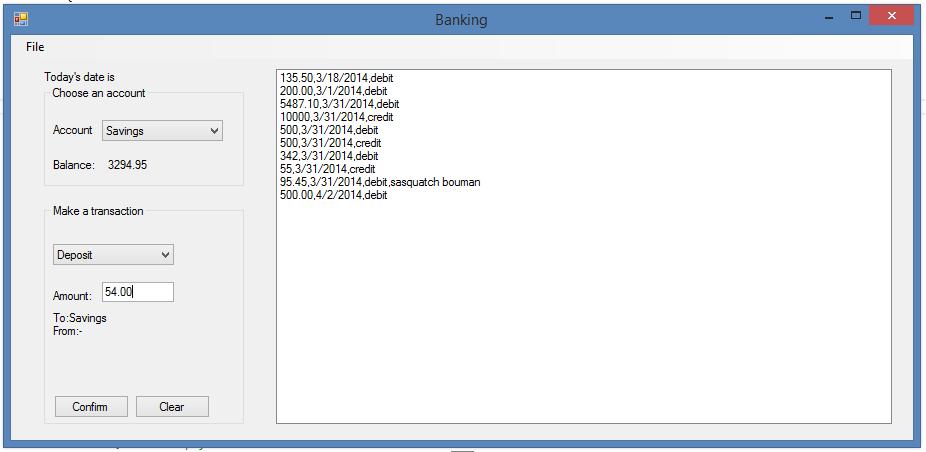 Banking
File
Today's date is
Choose an account
Account Savings
Balance: 3294.95
Make a transaction
Deposit
Amount: 54.00
To:Savings
From:-
Confirm Clear
135.50,3/18/2014,debit
200.00,3/1/2014,debit
5487.10,3/31/2014,debit
10000,3/31/2014,credit
500,3/31/2014,debit
500,3/31/2014,credit
342,3/31/2014,debit
55,3/31/2014,credit
95.45,3/31/2014,debit,sasquatch bouman
500.00,4/2/2014,debit